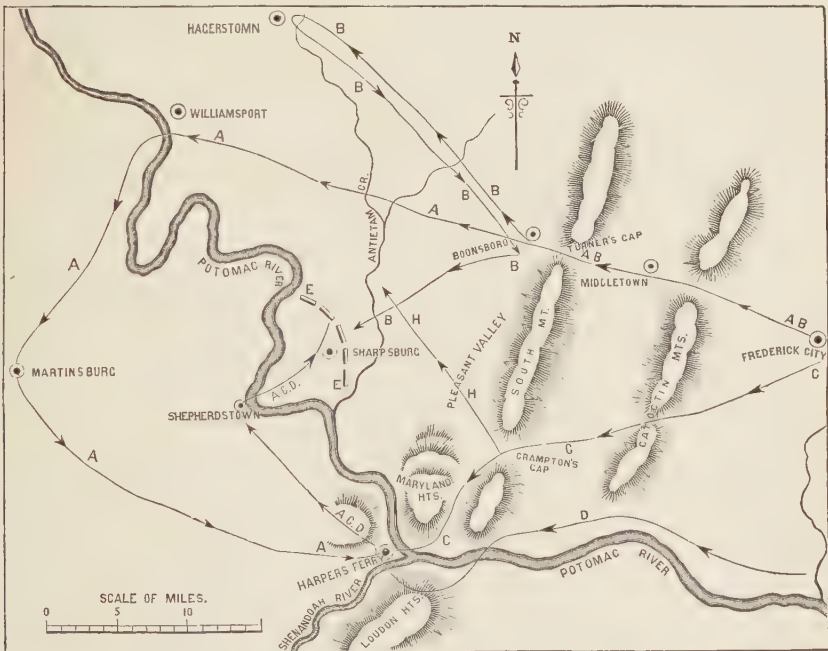 HAGERSTOWN
N
WILLIAMSPORT
B
B
B
B
A
A
A
CR.
ANTIETAM
BOONSBORO
TURNER'S GAP
AB
MIDDLETOWN
AB
POTOMAC RIVER
E
B
H
B
FREDERICK CITY
C
SHARPSBURG
E
PLEASANT VALLEY
SOUTH MT.
CATOCTIN MTS.
MARTINSBURG
A.C.D.
SHEPHERDSTOWN
H
C
CRAMPTON'S
GAP
MARYLAND
HTS.
A
A.C.D
A
C
D
HARPERS FERRY
POTOMAC
RIVER
SCALE OF MILES.
0 5 10
SHENANDOAH RIVER
LOUDON HTS.